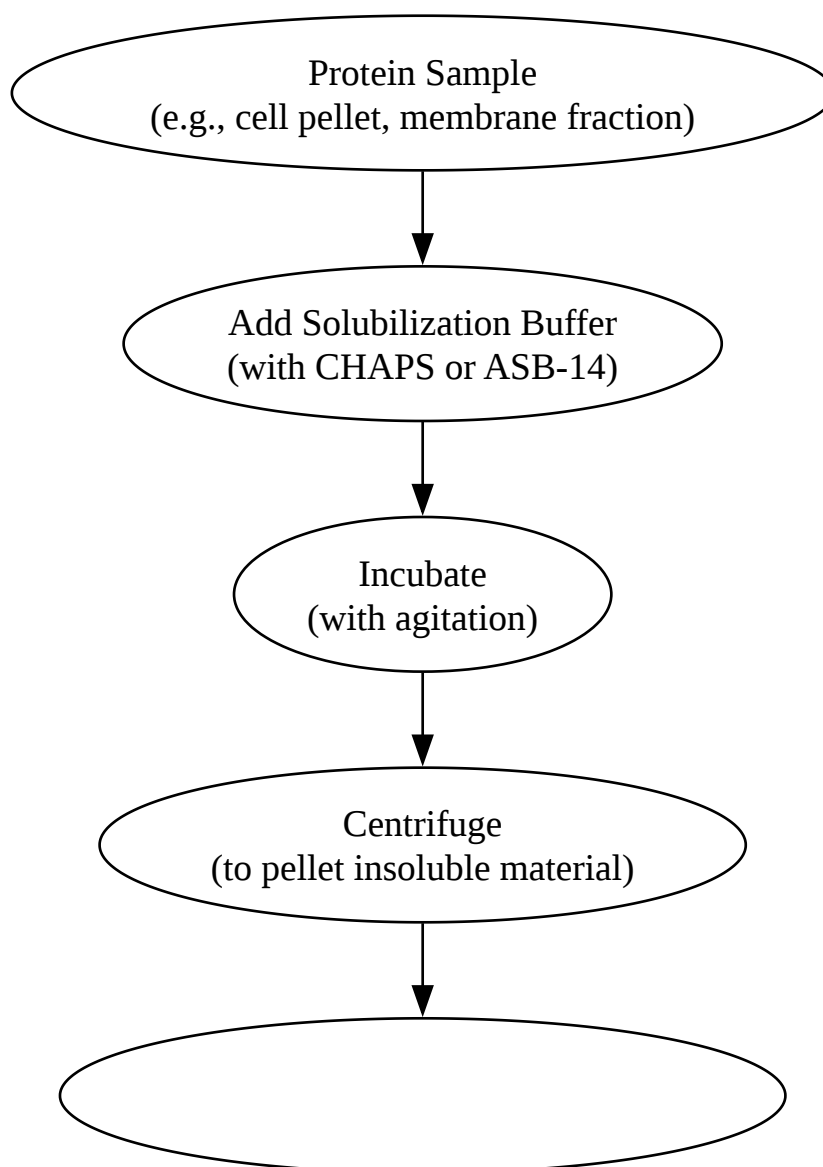 Protein Sample
(e.g., cell pellet, membrane fraction)
Add Solubilization Buffer
(with CHAPS or ASB-14)
Incubate
(with agitation)
Centrifuge
(to pellet insoluble material)